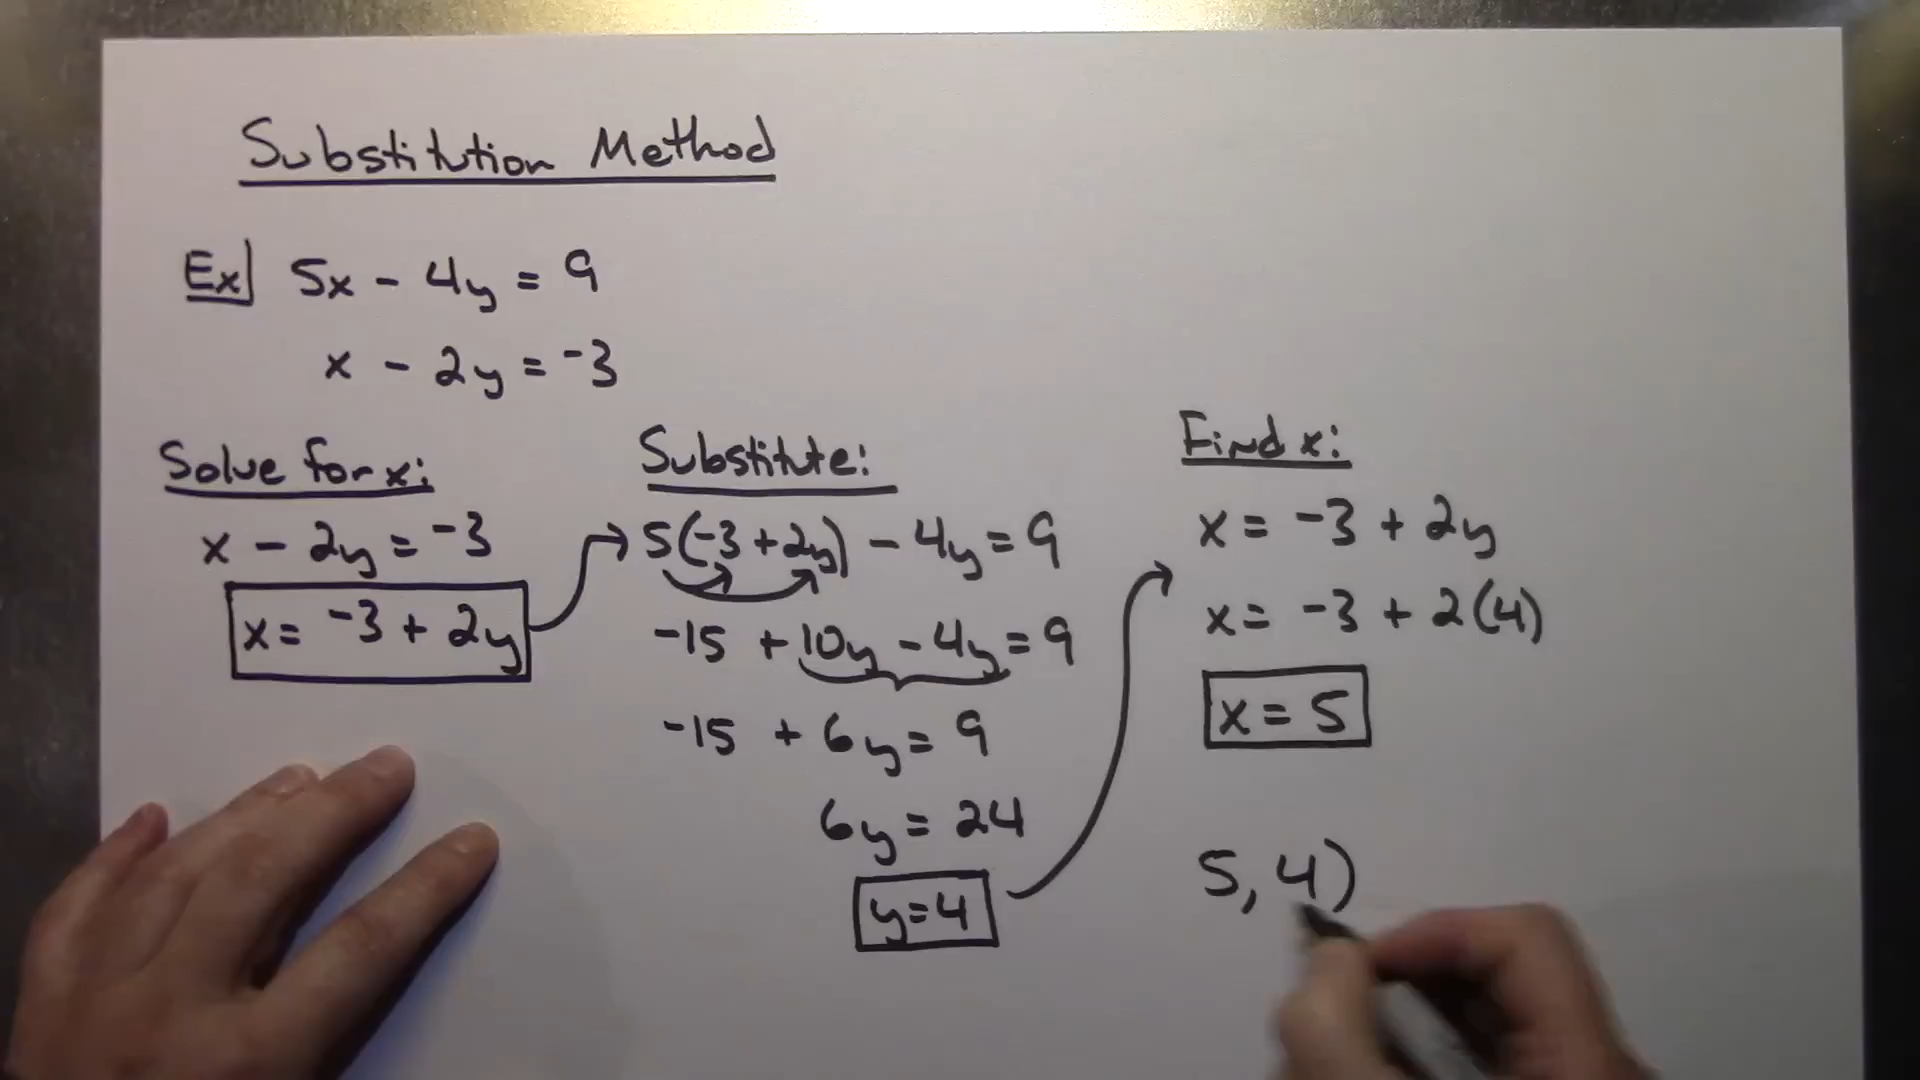 Substitution Method
Ex 5x - 4y = 9
x - 2y = -3
Solve for x:
x - 2y = -3
x = -3 + 2y
Substitute:
5(-3 + 2y) - 4y = 9
-15 + 10y - 4y = 9
-15 + 6y = 9
6y = 24
y = 4
Find x:
x = -3 + 2y
x = -3 + 2(4)
x = 5
5, 4)